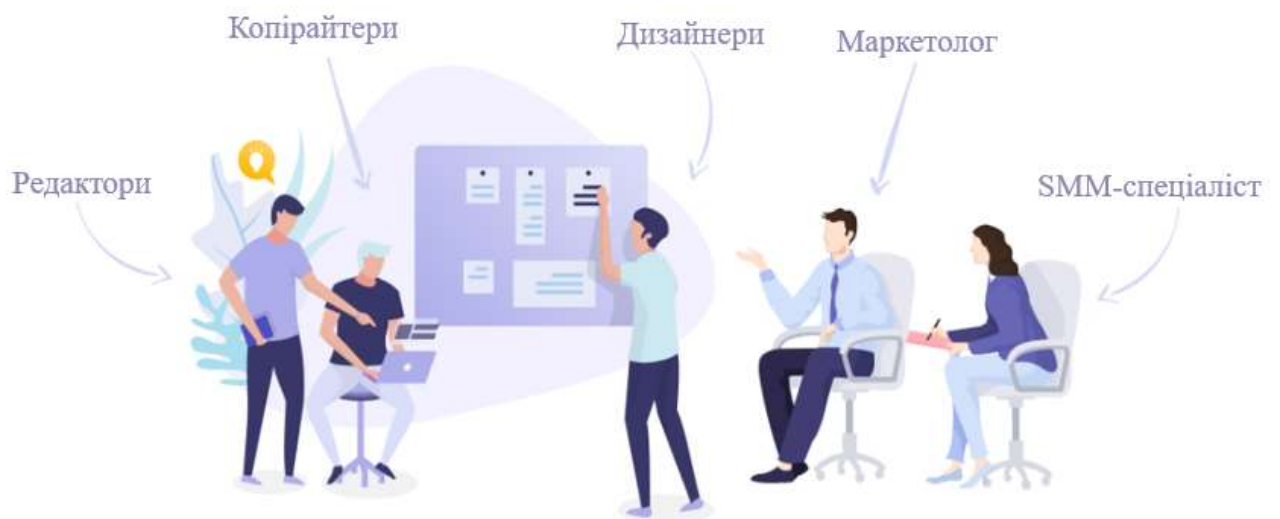 Копірайтери
Дизайнери
Маркетолог
Редактори
SMM-спеціаліст